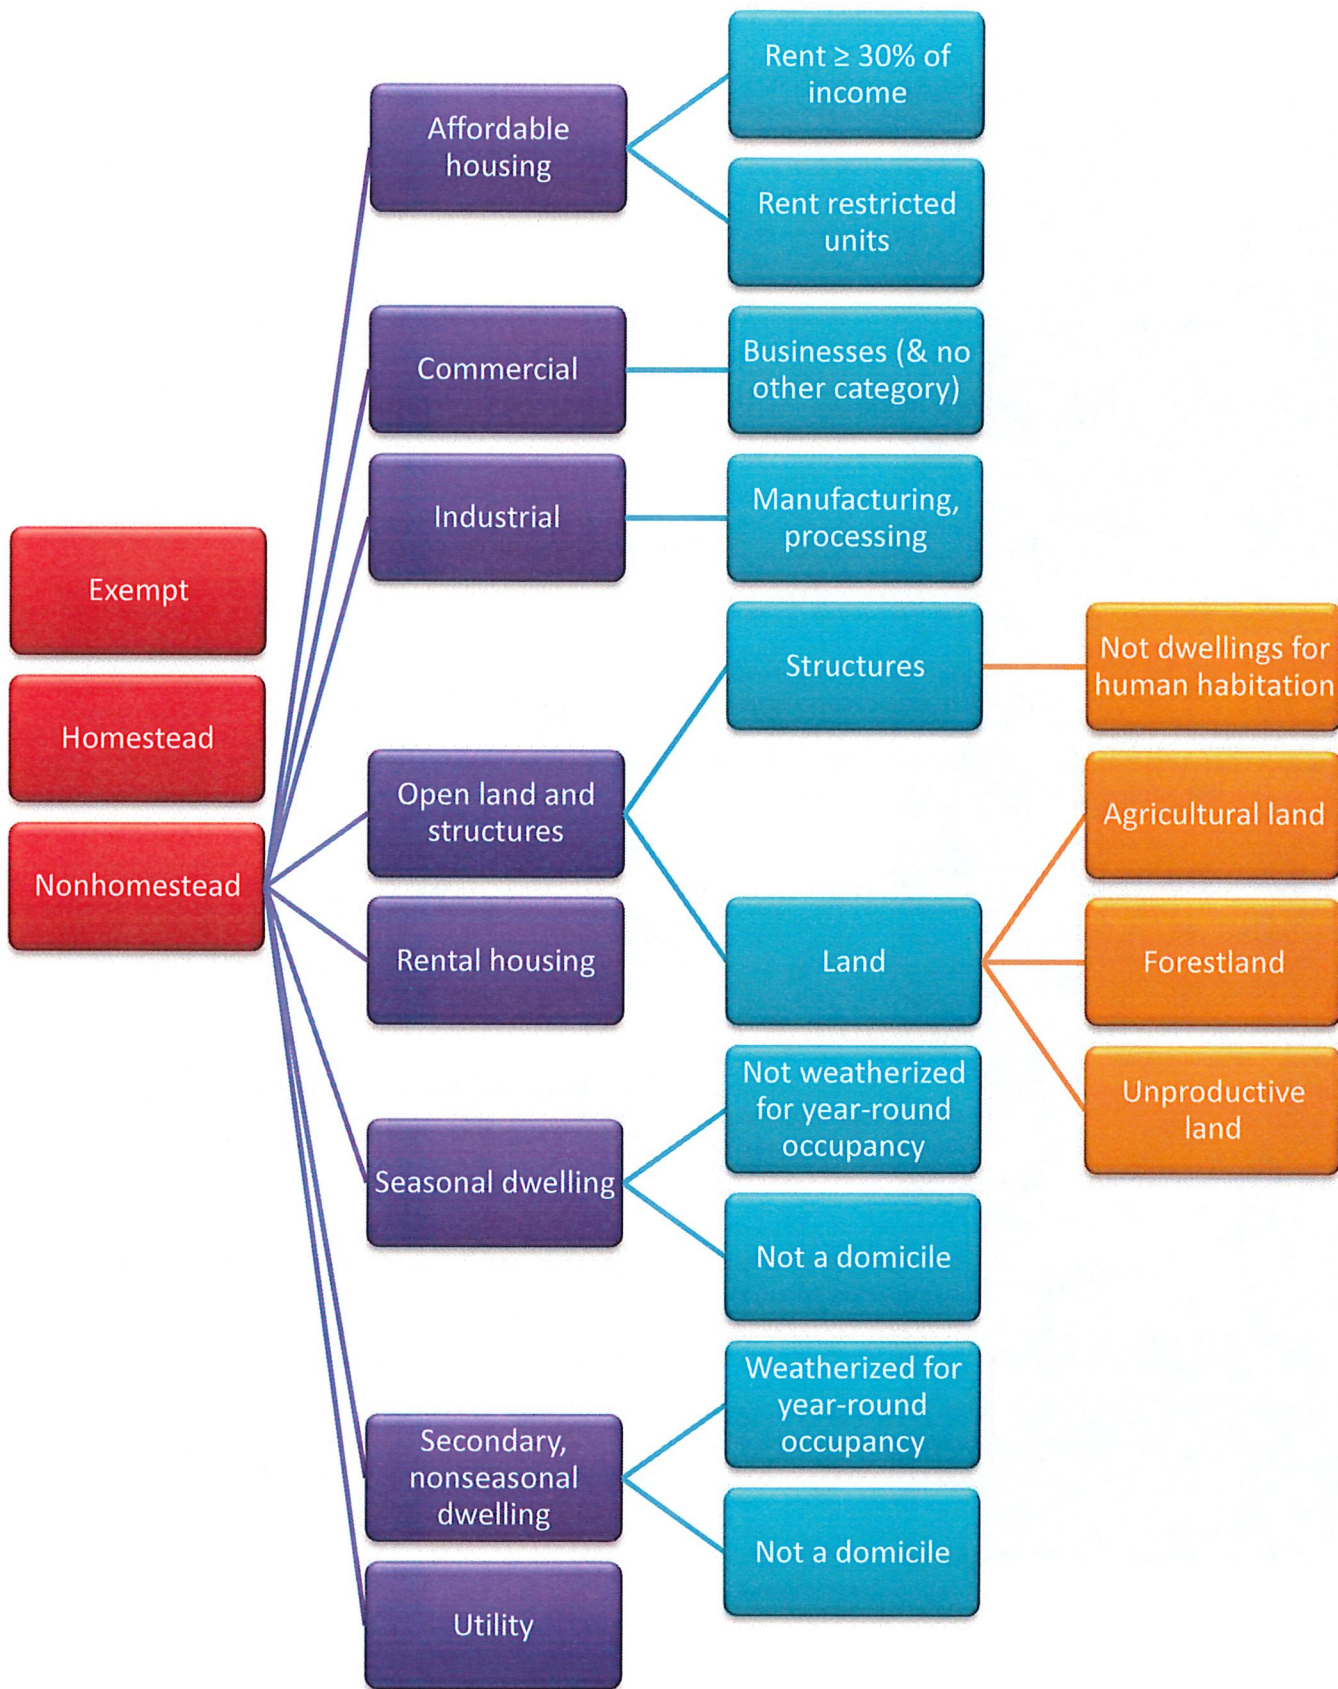 Rent ≥ 30% of
income
Affordable
housing
Rent restricted
units
Commercial
Businesses (& no
other category)
Industrial
Manufacturing,
processing
Exempt
Homestead
Nonhomestead
Structures
Not dwellings for
human habitation
Open land and
structures
Agricultural land
Rental housing
Land
Forestland
Unproductive
land
Not weatherized
for year-round
occupancy
Seasonal dwelling
Not a domicile
Weatherized for
year-round
occupancy
Secondary,
nonseasonal
dwelling
Not a domicile
Utility